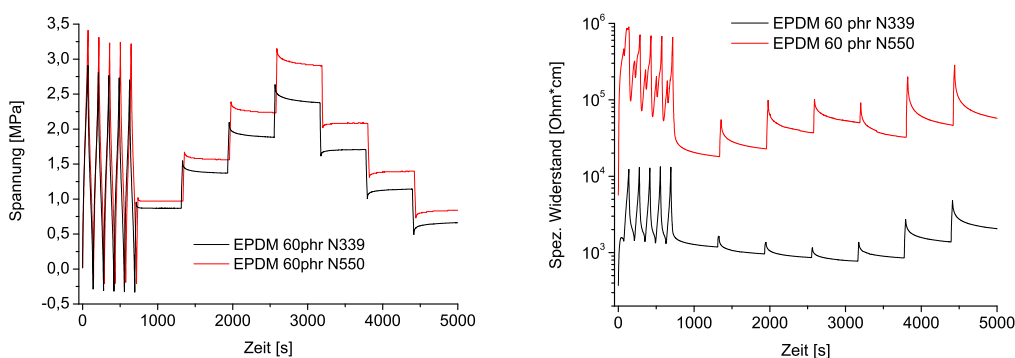 3,5
3,0
2,5
2,0
1,5
1,0
0,5
0,0
-0,5
Spannung [MPa]
EPDM 60phr N339
EPDM 60phr N550
0 1000 2000 3000 4000 5000
Zeit [s]
10^6
10^5
10^4
10^3
Spez. Widerstand [Ohm*cm]
EPDM 60 phr N339
EPDM 60 phr N550
0 1000 2000 3000 4000 5000
Zeit [s]